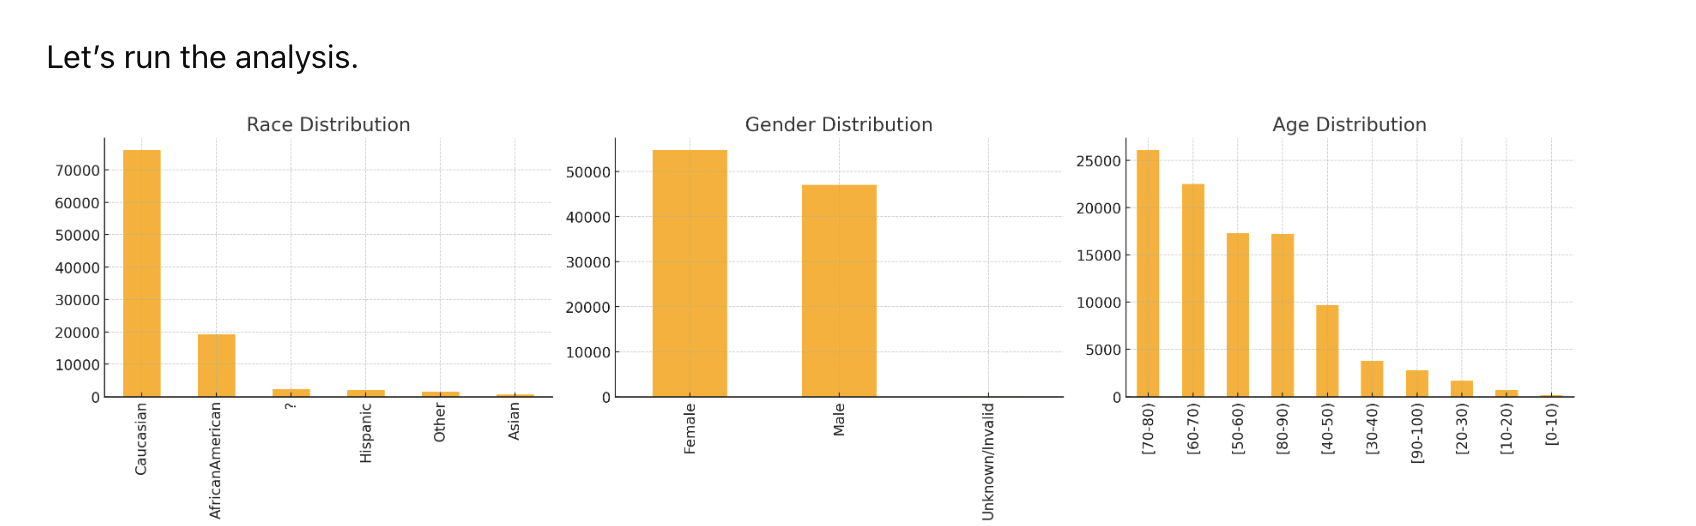 Let’s run the analysis.
Race Distribution
70000
60000
50000
40000
30000
20000
10000
0
Caucasian
AfricanAmerican
?
Hispanic
Other
Asian
Gender Distribution
50000
40000
30000
20000
10000
0
Female
Male
Unknown/Invalid
Age Distribution
25000
20000
15000
10000
5000
0
[70-80)
[60-70)
[50-60)
[80-90)
[40-50)
[30-40)
[90-100)
[20-30)
[10-20)
[0-10)